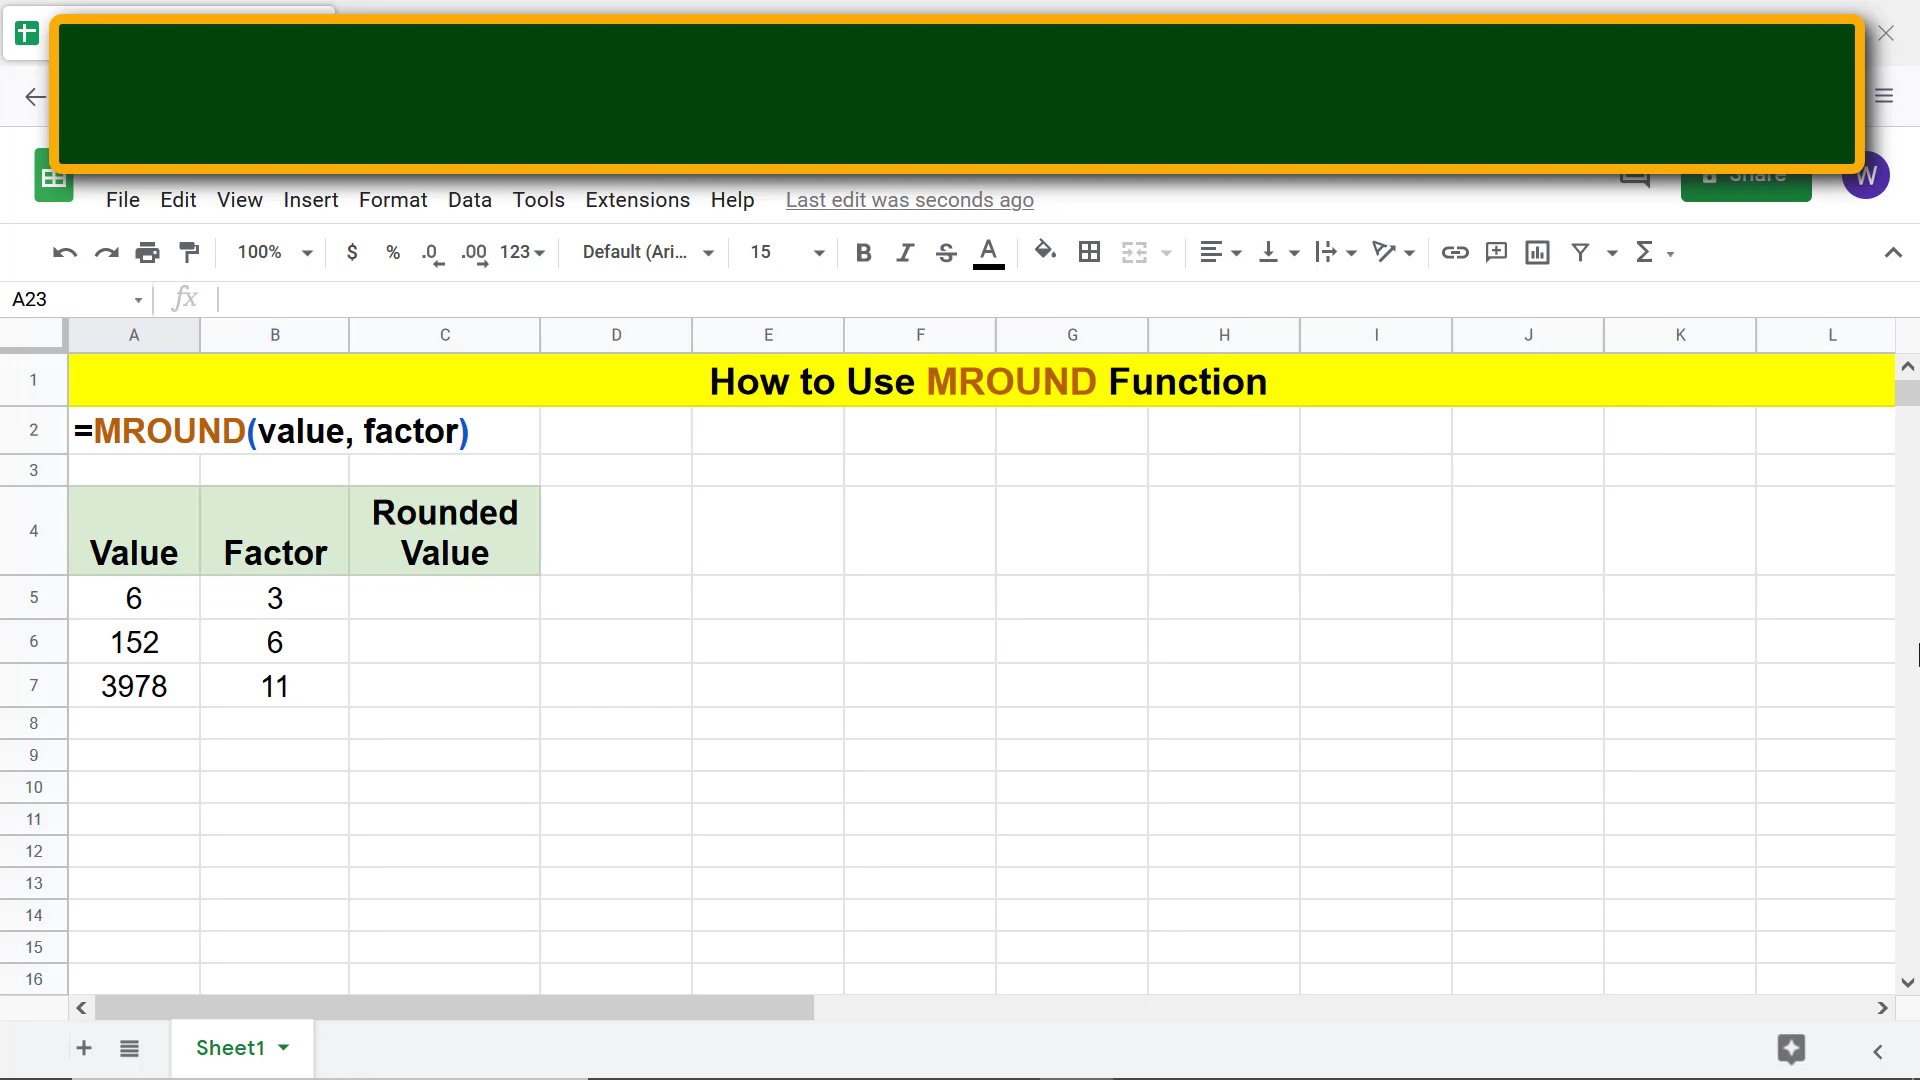 Share
W
File Edit View Insert Format Data Tools Extensions Help Last edit was seconds ago
100% $ % .0 .00 123 Default (Ari... 15 B I S A Σ
A23 fx
A B C D E F G H I J K L
1 How to Use MROUND Function
2 =MROUND(value, factor)
3
4 Value Factor Rounded Value
5 6 3
6 152 6
7 3978 11
8
9
10
11
12
13
14
15
16
Sheet1